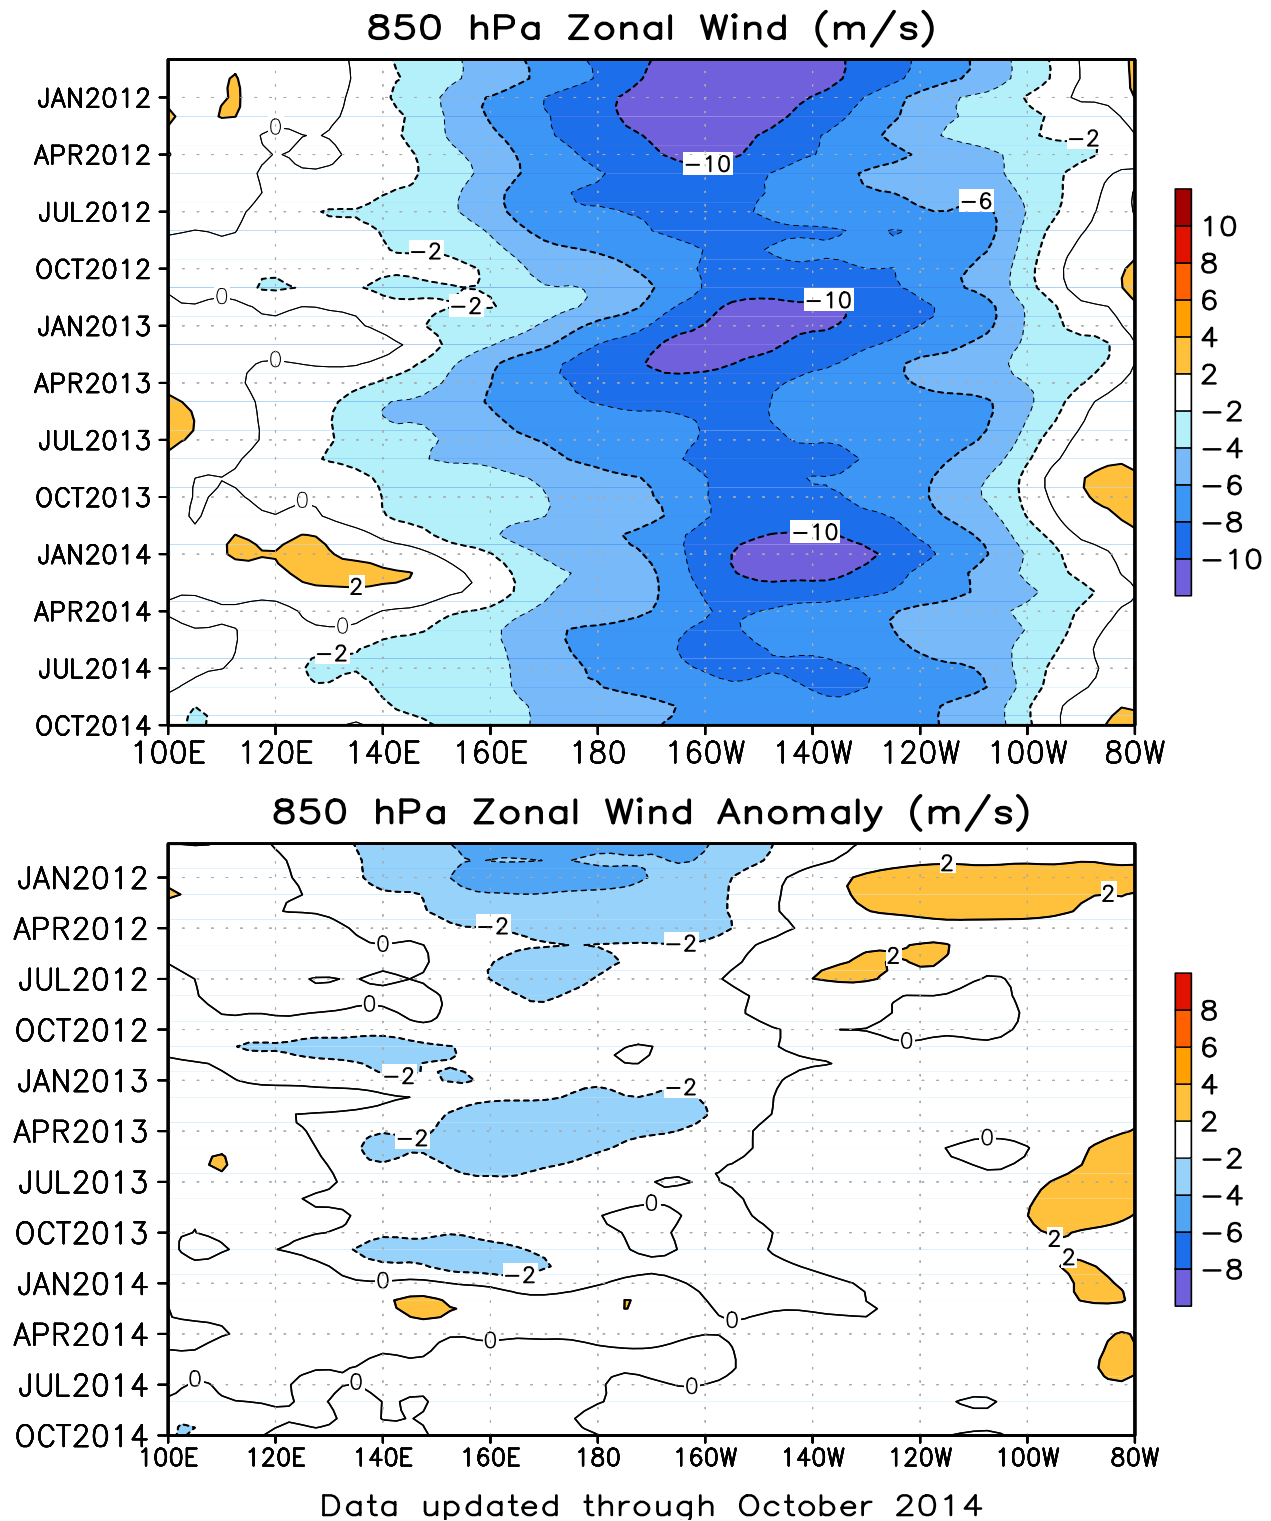 850 hPa Zonal Wind (m/s)
JAN2012
APR2012
JUL2012
OCT2012
JAN2013
APR2013
JUL2013
OCT2013
JAN2014
APR2014
JUL2014
OCT2014
100E 120E 140E 160E 180 160W 140W 120W 100W 80W
0
-2
-10
-6
-2
0
-2
-10
0
0
-10
2
0
-2
10
8
6
4
2
-2
-4
-6
-8
-10
850 hPa Zonal Wind Anomaly (m/s)
JAN2012
APR2012
JUL2012
OCT2012
JAN2013
APR2013
JUL2013
OCT2013
JAN2014
APR2014
JUL2014
OCT2014
100E 120E 140E 160E 180 160W 140W 120W 100W 80W
2
2
-2
0
-2
2
0
0
-2
-2
-2
0
0
2
2
-2
0
0
0
0
0
0
8
6
4
2
-2
-4
-6
-8
Data updated through October 2014